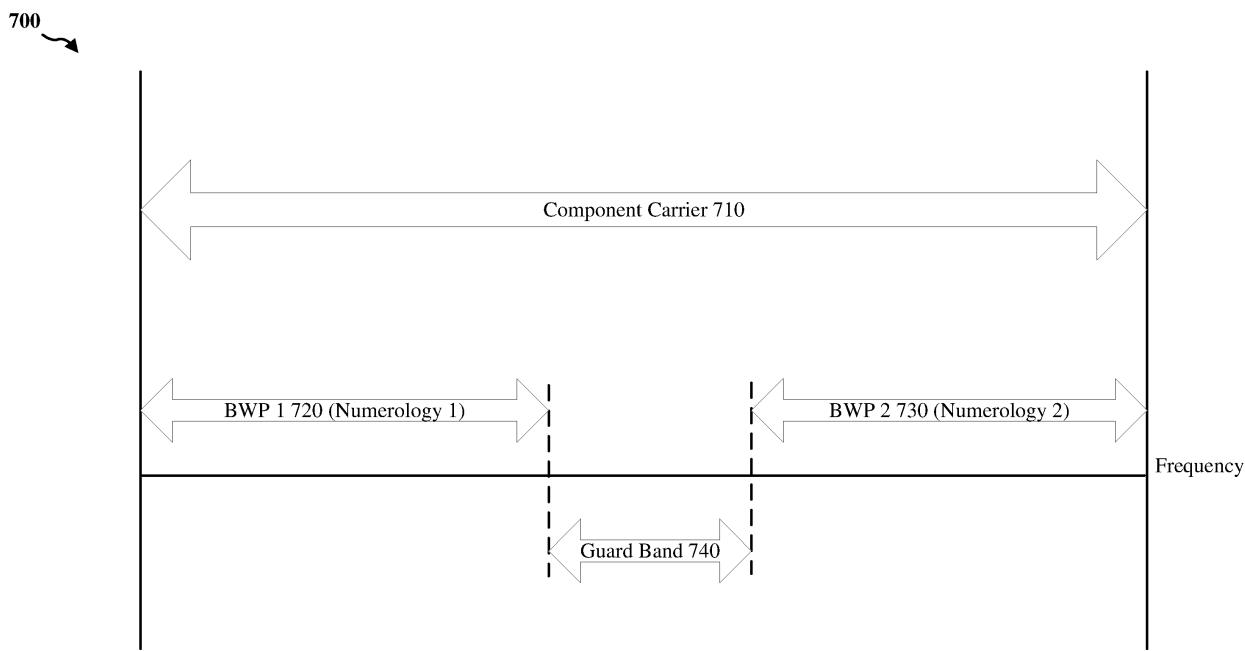 700
Component Carrier 710
BWP 1 720 (Numerology 1)
BWP 2 730 (Numerology 2)
Frequency
Guard Band 740